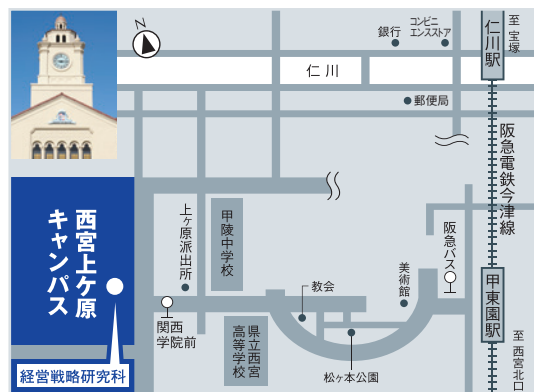 N
銀行
コンビニ
エンスストア
至 宝塚
仁川駅
仁川
郵便局
阪急電鉄今津線
西宮上ケ原
キャンパス
上ヶ原派出所
甲陵中学校
阪急バス
美術館
教会
関西
学院前
県立西宮
高等学校
松ヶ本公園
甲東園駅
至 西宮北口
経営戦略研究科